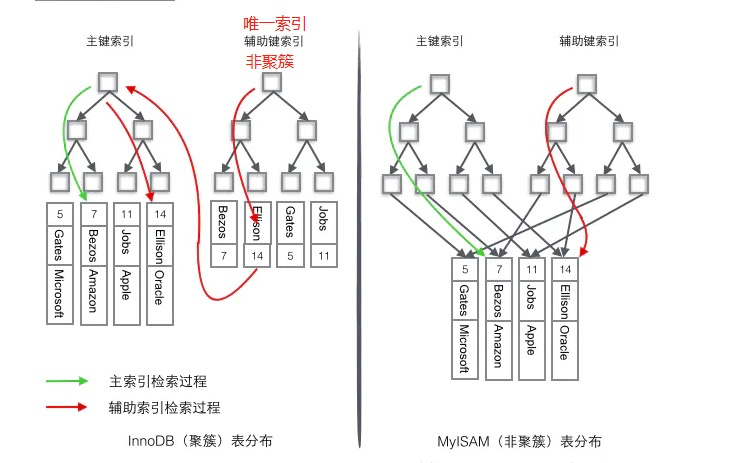 唯一索引
主键索引
辅助键索引
非聚簇
主键索引
辅助键索引
5
7
11
14
Gates
Bezos
Jobs
Ellison
Microsoft
Amazon
Apple
Oracle
Bezos
Ellison
Gates
Jobs
7
14
5
11
5
7
11
14
Gates
Bezos
Jobs
Ellison
Microsoft
Amazon
Apple
Oracle
主索引检索过程
辅助索引检索过程
InnoDB（聚簇）表分布
MyISAM（非聚簇）表分布